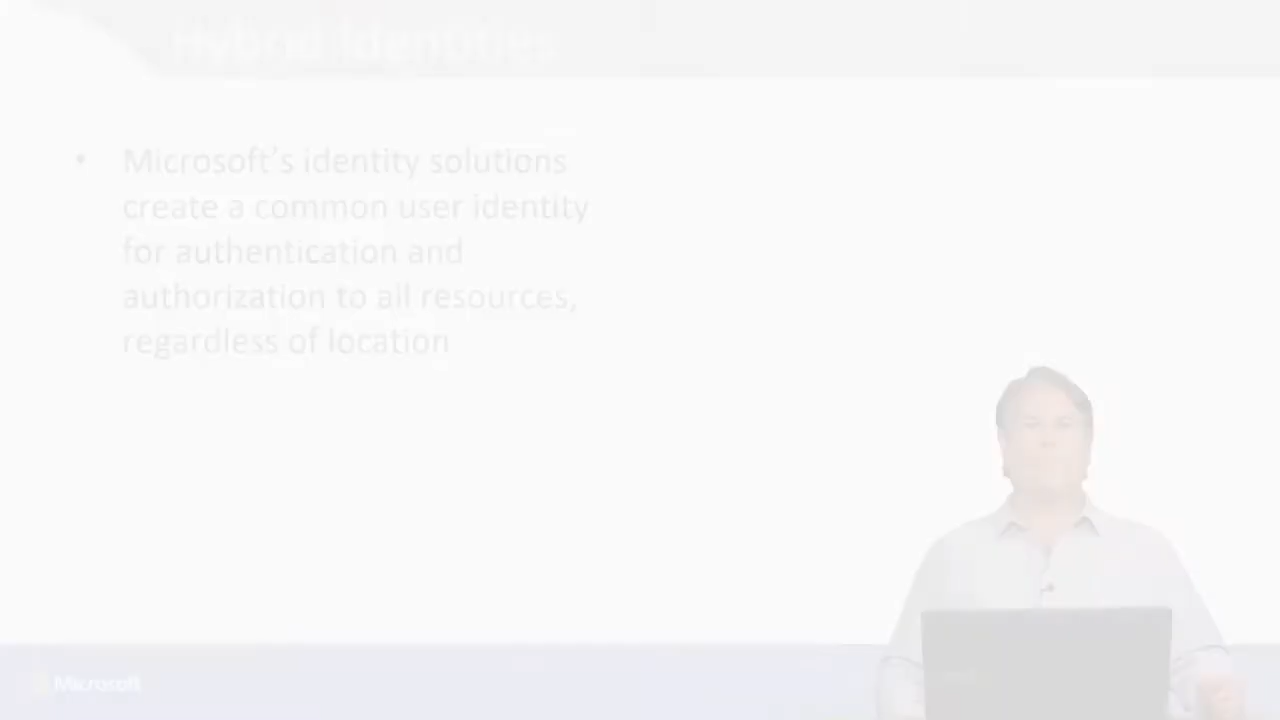 Hybrid Identities
• Microsoft's identity solutions
create a common user identity
for authentication and
authorization to all resources,
regardless of location
Microsoft